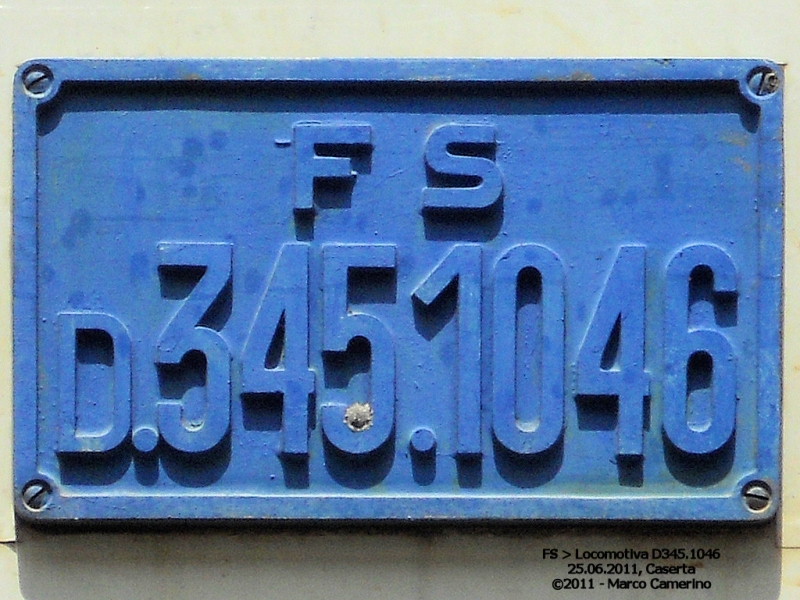 FS
D.345.1046
FS > Locomotiva D345.1046
25.06.2011, Caserta
©2011 - Marco Camerino